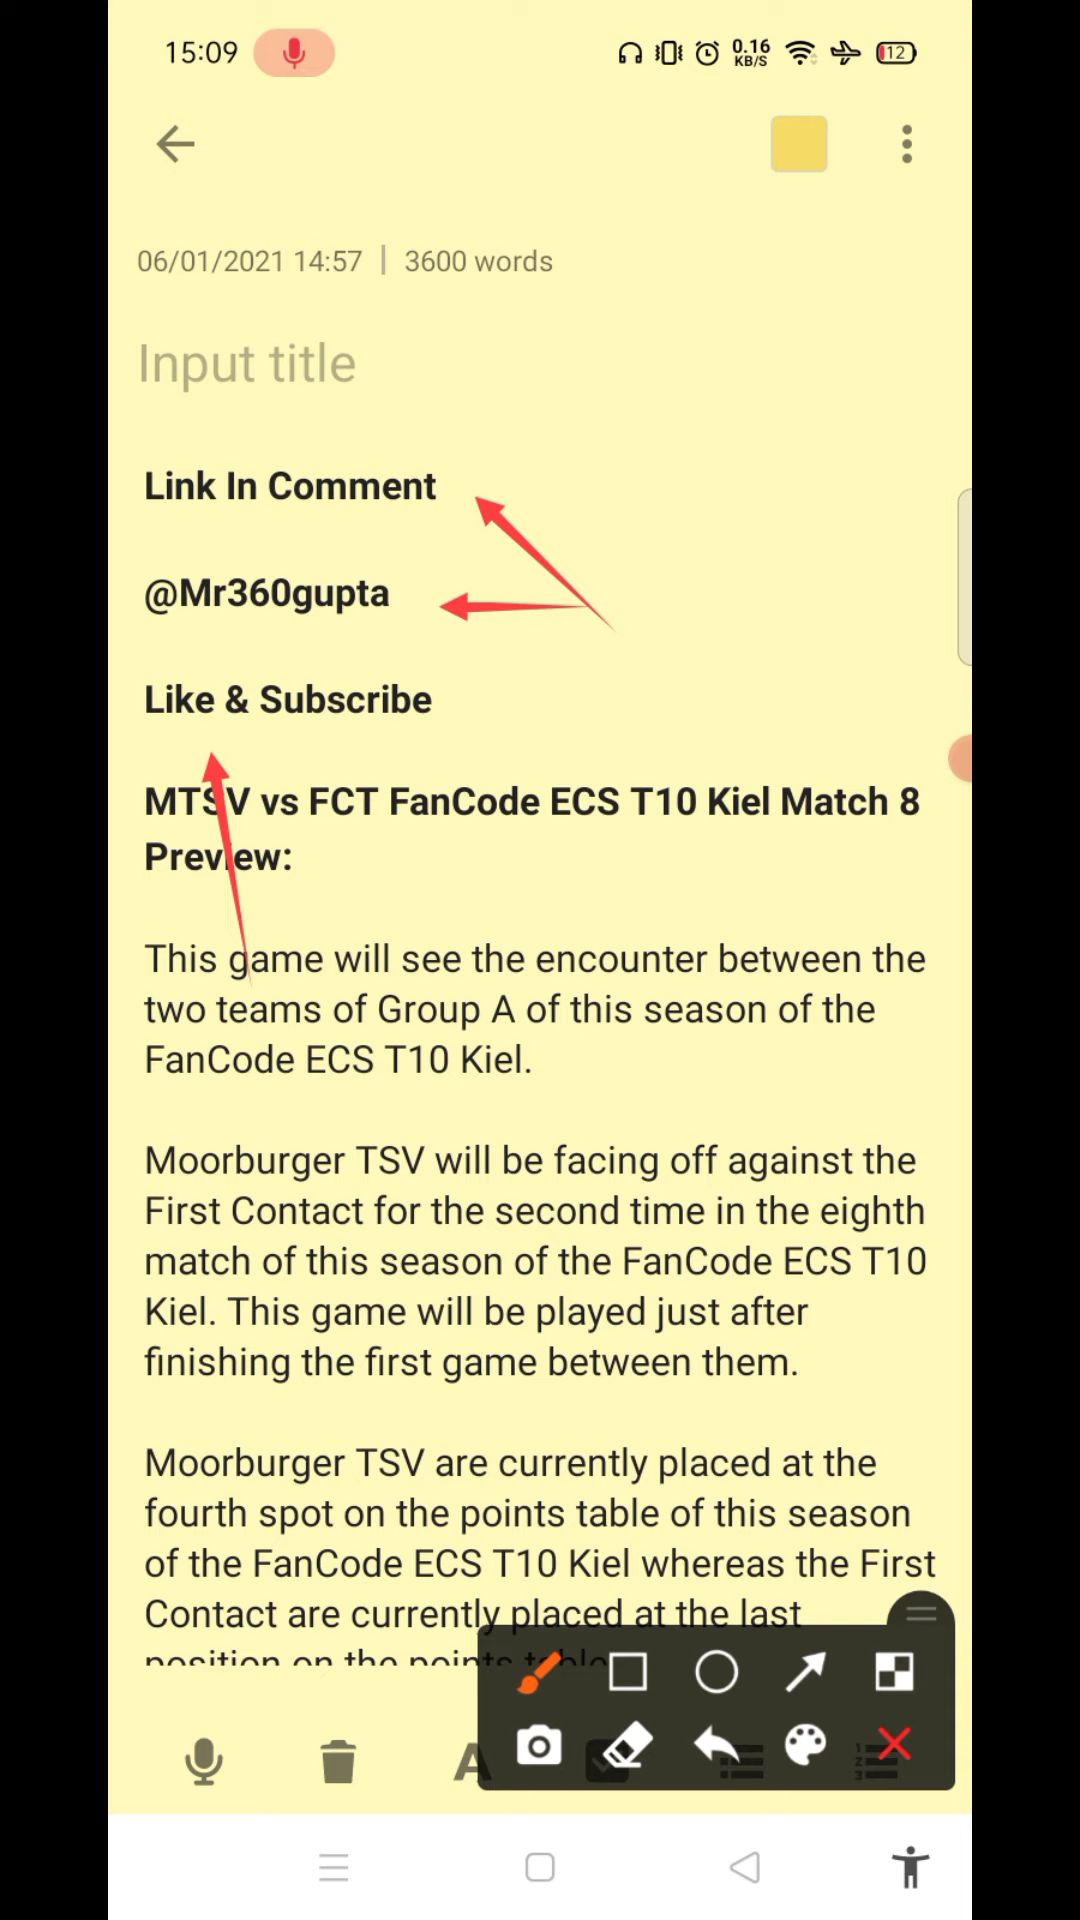 15:09 0.16 KB/S 12
06/01/2021 14:57 | 3600 words
Input title
Link In Comment
@Mr360gupta
Like & Subscribe
MTSV vs FCT FanCode ECS T10 Kiel Match 8
Preview:
This game will see the encounter between the
two teams of Group A of this season of the
FanCode ECS T10 Kiel.
Moorburger TSV will be facing off against the
First Contact for the second time in the eighth
match of this season of the FanCode ECS T10
Kiel. This game will be played just after
finishing the first game between them.
Moorburger TSV are currently placed at the
fourth spot on the points table of this season
of the FanCode ECS T10 Kiel whereas the First
Contact are currently placed at the last
position on the points table
A